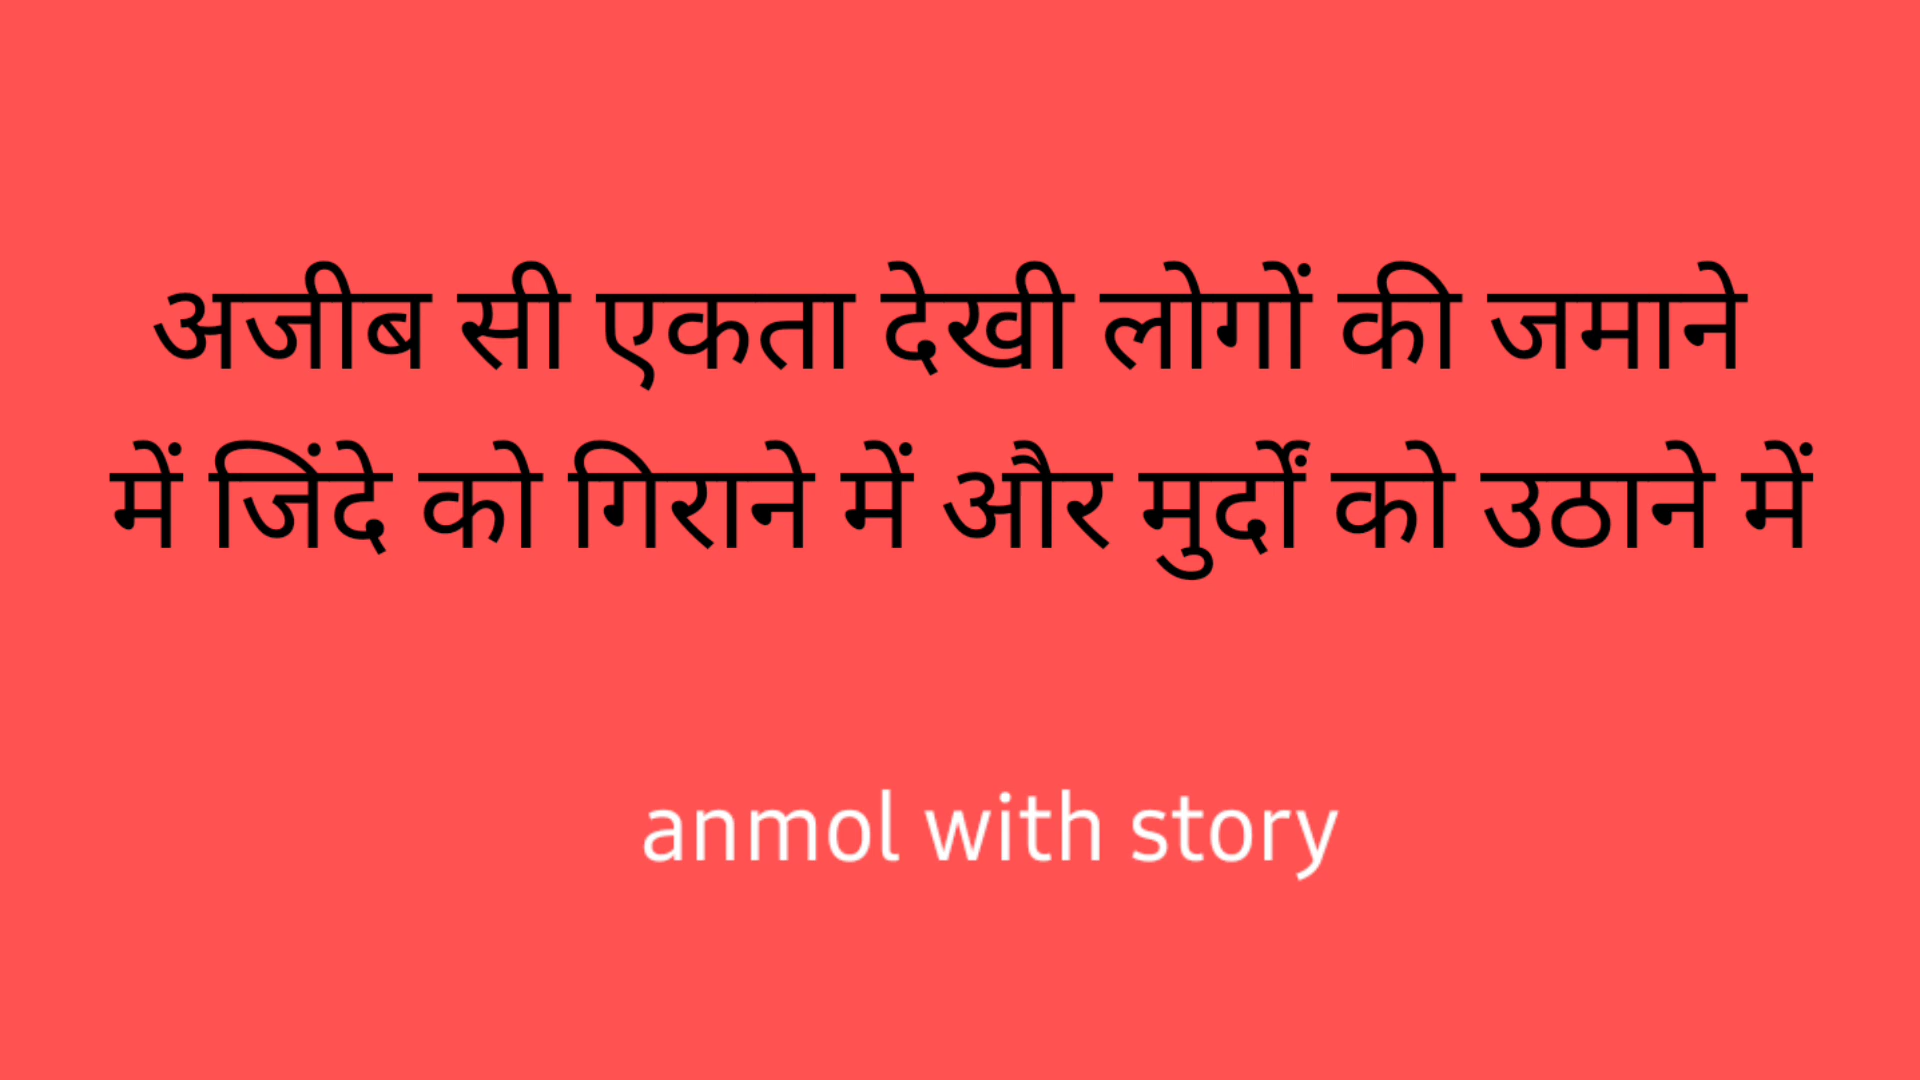 अजीब सी एकता देखी लोगों की जमाने
में जिंदे को गिराने में और मुर्दों को उठाने में
anmol with story